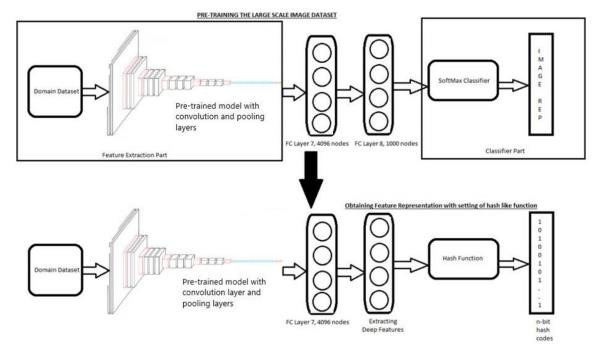 PRE-TRAINING THE LARGE SCALE IMAGE DATASET
Domain Dataset
Pre-trained model with
convolution and pooling
layers
Feature Extraction Part
FC Layer 7, 4096 nodes
FC Layer 8, 1000 nodes
SoftMax Classifier
I
M
A
G
E
R
E
P
Classifier Part
Obtaining Feature Representation with setting of hash like function
Domain Dataset
Pre-trained model with
convolution layer and
pooling layers
FC Layer 7, 4096 nodes
Extracting
Deep Features
Hash Function
1
0
1
0
0
1
0
1
.
.
1
n-bit
hash
codes